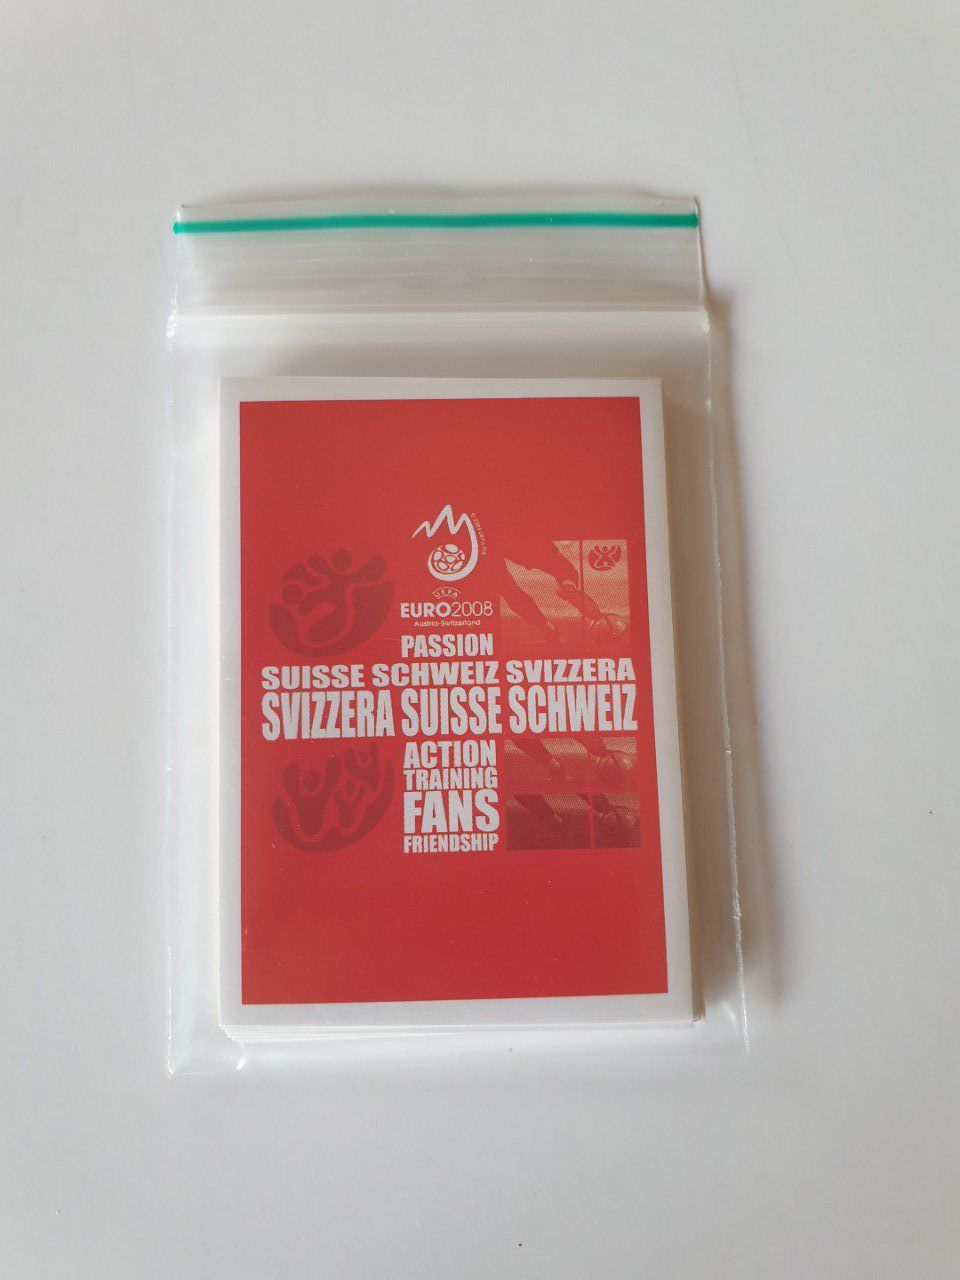 UEFA
EURO2008
Austria-Switzerland
PASSION
SUISSE SCHWEIZ SVIZZERA
SVIZZERA SUISSE SCHWEIZ
ACTION
TRAINING
FANS
FRIENDSHIP